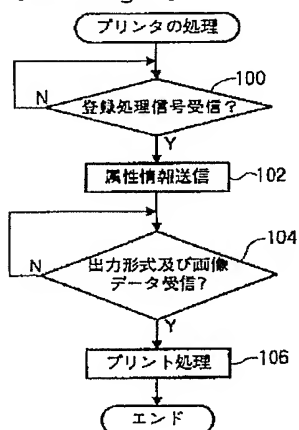 プリンタの処理
100
登録処理信号受信？
N
Y
属性情報送信
102
104
出力形式及び画像
データ受信？
N
Y
プリント処理
106
エンド